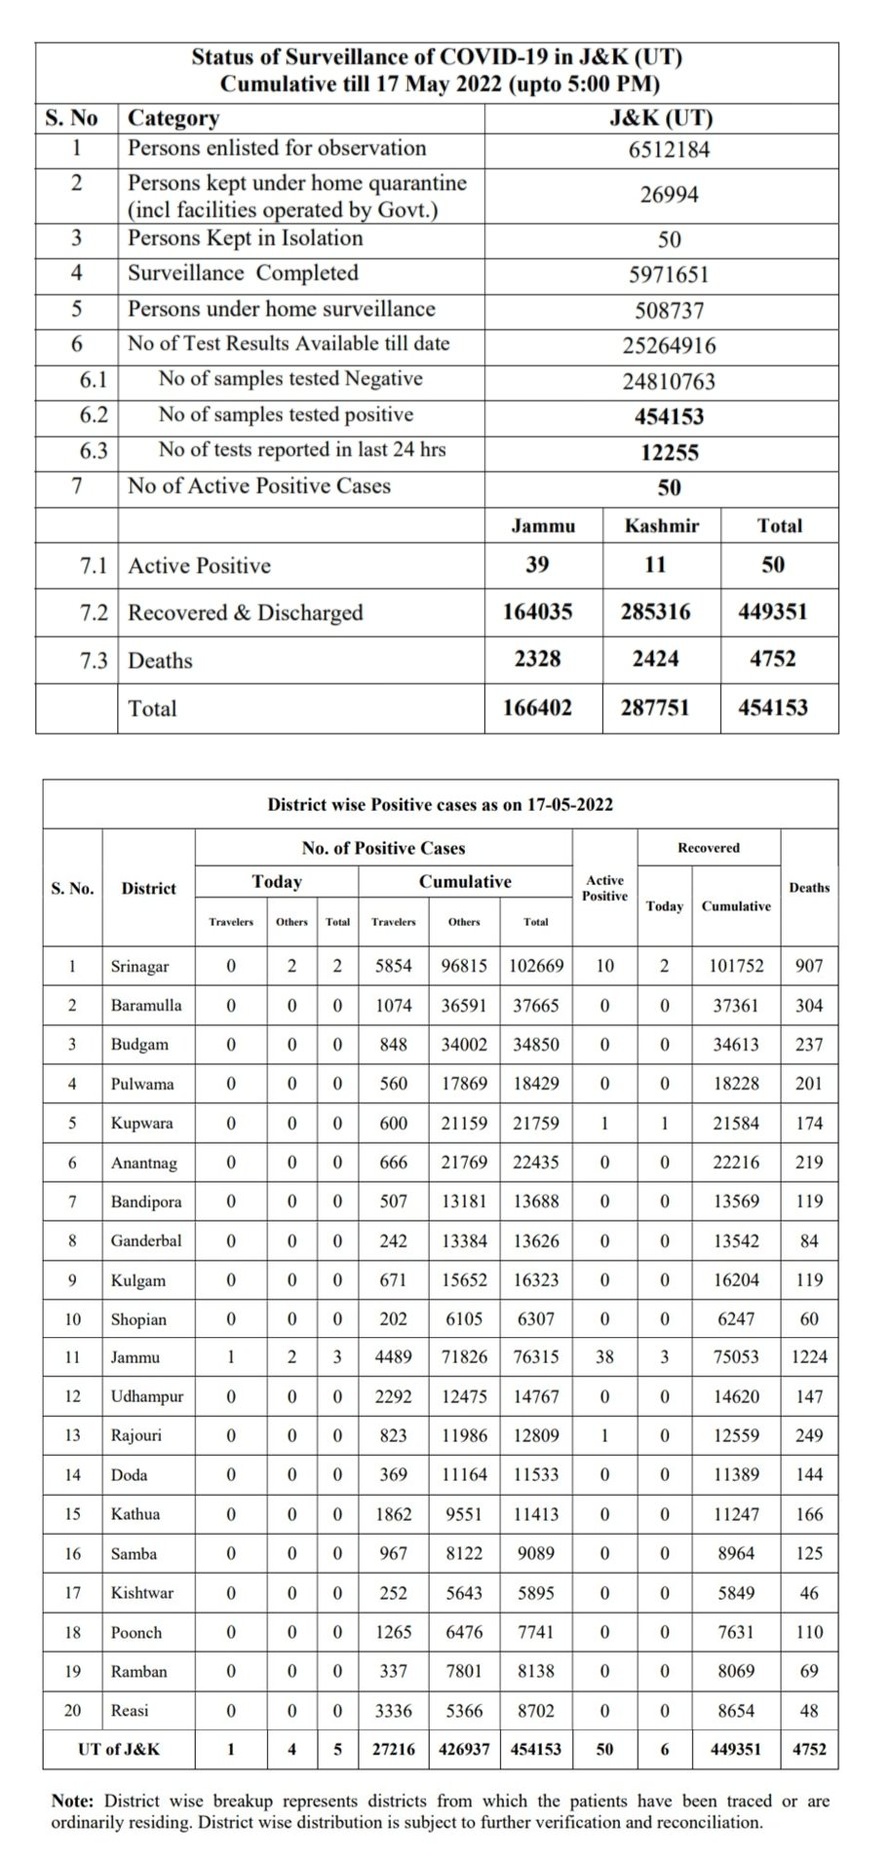 Status of Surveillance of COVID-19 in J&K (UT)
Cumulative till 17 May 2022 (upto 5:00 PM)
S. No Category J&K (UT)
1 Persons enlisted for observation 6512184
2 Persons kept under home quarantine
(incl facilities operated by Govt.) 26994
3 Persons Kept in Isolation 50
4 Surveillance Completed 5971651
5 Persons under home surveillance 508737
6 No of Test Results Available till date 25264916
6.1 No of samples tested Negative 24810763
6.2 No of samples tested positive 454153
6.3 No of tests reported in last 24 hrs 12255
7 No of Active Positive Cases 50
Jammu Kashmir Total
7.1 Active Positive 39 11 50
7.2 Recovered & Discharged 164035 285316 449351
7.3 Deaths 2328 2424 4752
Total 166402 287751 454153
District wise Positive cases as on 17-05-2022
No. of Positive Cases Recovered
S. No. District Today Cumulative Active Positive Today Cumulative Deaths
Travelers Others Total Travelers Others Total
1 Srinagar 0 2 2 5854 96815 102669 10 2 101752 907
2 Baramulla 0 0 0 1074 36591 37665 0 0 37361 304
3 Budgam 0 0 0 848 34002 34850 0 0 34613 237
4 Pulwama 0 0 0 560 17869 18429 0 0 18228 201
5 Kupwara 0 0 0 600 21159 21759 1 1 21584 174
6 Anantnag 0 0 0 666 21769 22435 0 0 22216 219
7 Bandipora 0 0 0 507 13181 13688 0 0 13569 119
8 Ganderbal 0 0 0 242 13384 13626 0 0 13542 84
9 Kulgam 0 0 0 671 15652 16323 0 0 16204 119
10 Shopian 0 0 0 202 6105 6307 0 0 6247 60
11 Jammu 1 2 3 4489 71826 76315 38 3 75053 1224
12 Udhampur 0 0 0 2292 12475 14767 0 0 14620 147
13 Rajouri 0 0 0 823 11986 12809 1 0 12559 249
14 Doda 0 0 0 369 11164 11533 0 0 11389 144
15 Kathua 0 0 0 1862 9551 11413 0 0 11247 166
16 Samba 0 0 0 967 8122 9089 0 0 8964 125
17 Kishtwar 0 0 0 252 5643 5895 0 0 5849 46
18 Poonch 0 0 0 1265 6476 7741 0 0 7631 110
19 Ramban 0 0 0 337 7801 8138 0 0 8069 69
20 Reasi 0 0 0 3336 5366 8702 0 0 8654 48
UT of J&K 1 4 5 27216 426937 454153 50 6 449351 4752
Note: District wise breakup represents districts from which the patients have been traced or are
ordinarily residing. District wise distribution is subject to further verification and reconciliation.